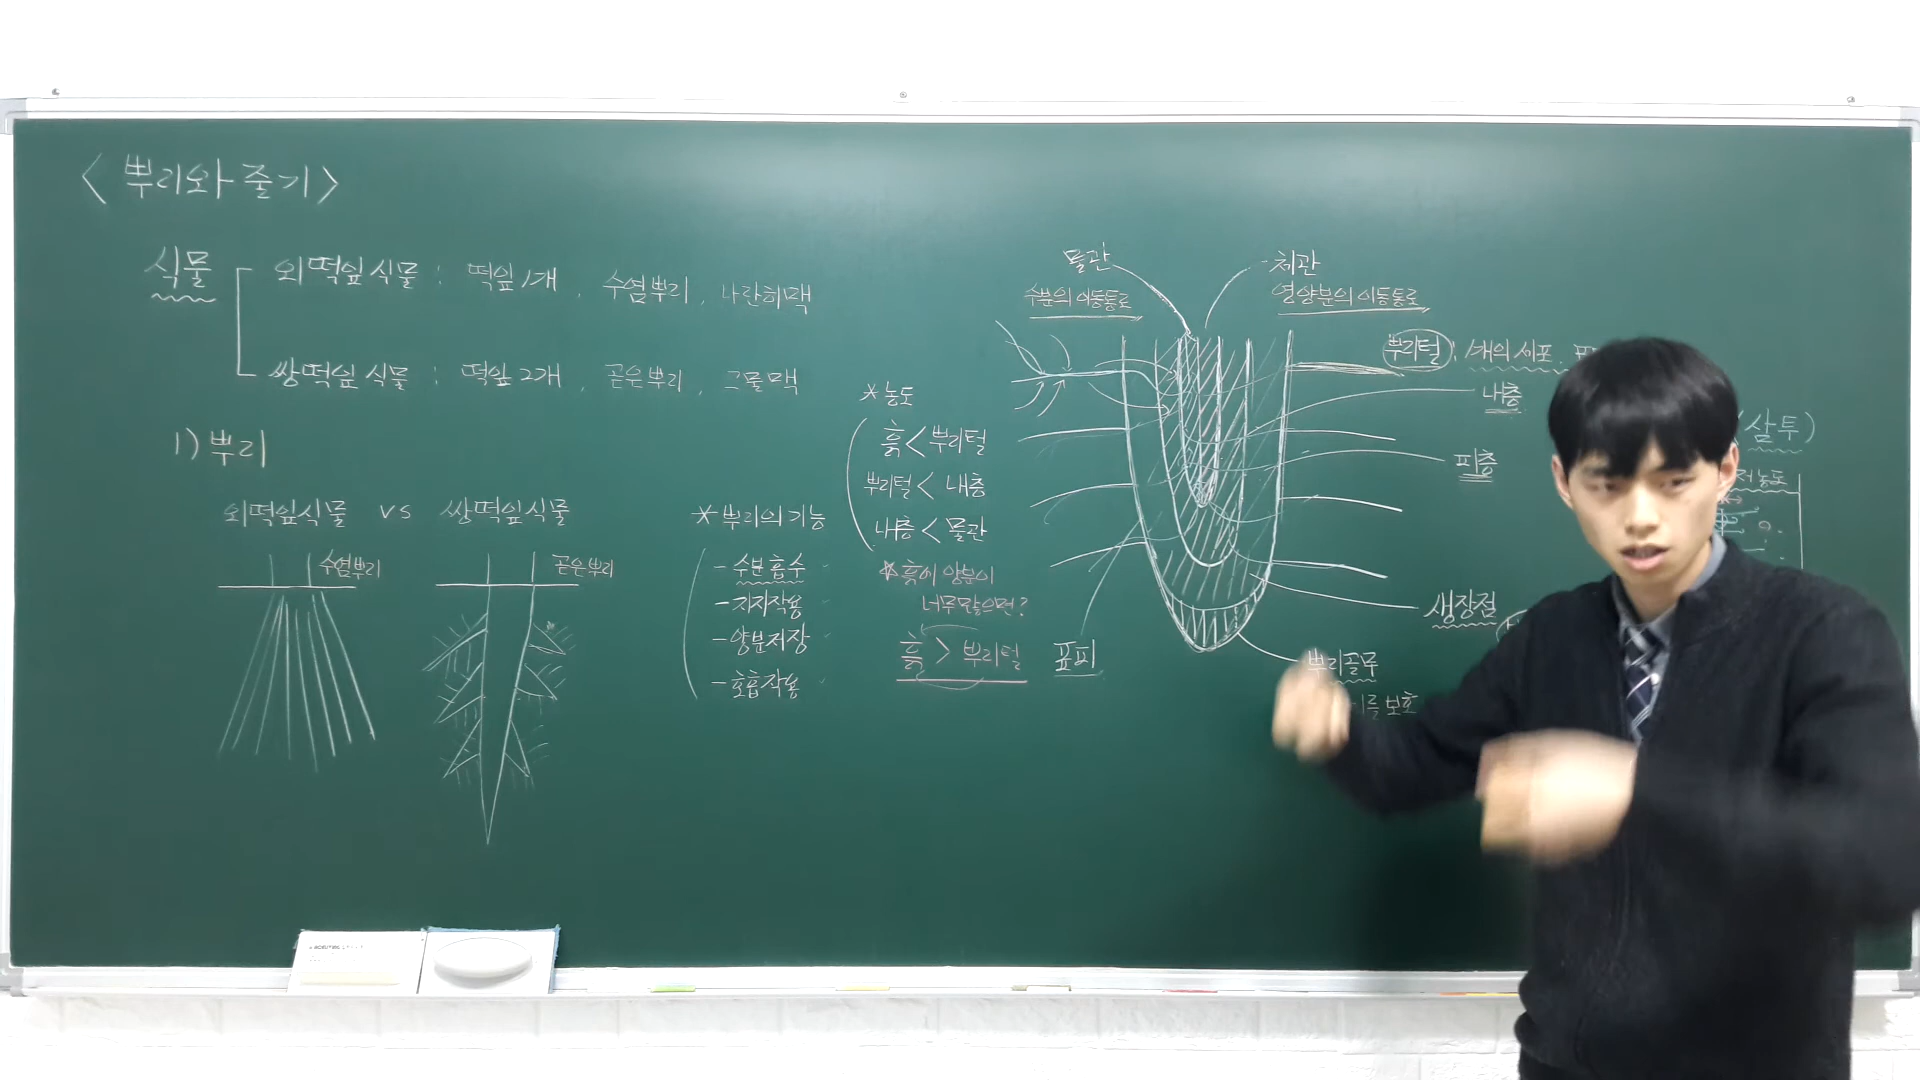 <뿌리와 줄기>
식물
외떡잎 식물 : 떡잎 1개, 수염뿌리, 나란히맥
쌍떡잎 식물 : 떡잎 2개, 곧은뿌리, 그물맥
1) 뿌리
외떡잎식물 vs 쌍떡잎식물
수염뿌리
곧은뿌리
* 뿌리의 기능
- 수분흡수
- 지지작용
- 양분저장
- 호흡작용
* 농도
흙 < 뿌리털
뿌리털 < 내층
내층 < 물관
* 흙에 양분이
너무많으면?
흙 > 뿌리털
표피
물관
수분의 이동통로
체관
영양분의 이동통로
뿌리털 : 1개의 세포.
내층
피층
생장점
뿌리골무
보호
(삼투)
저농도
?